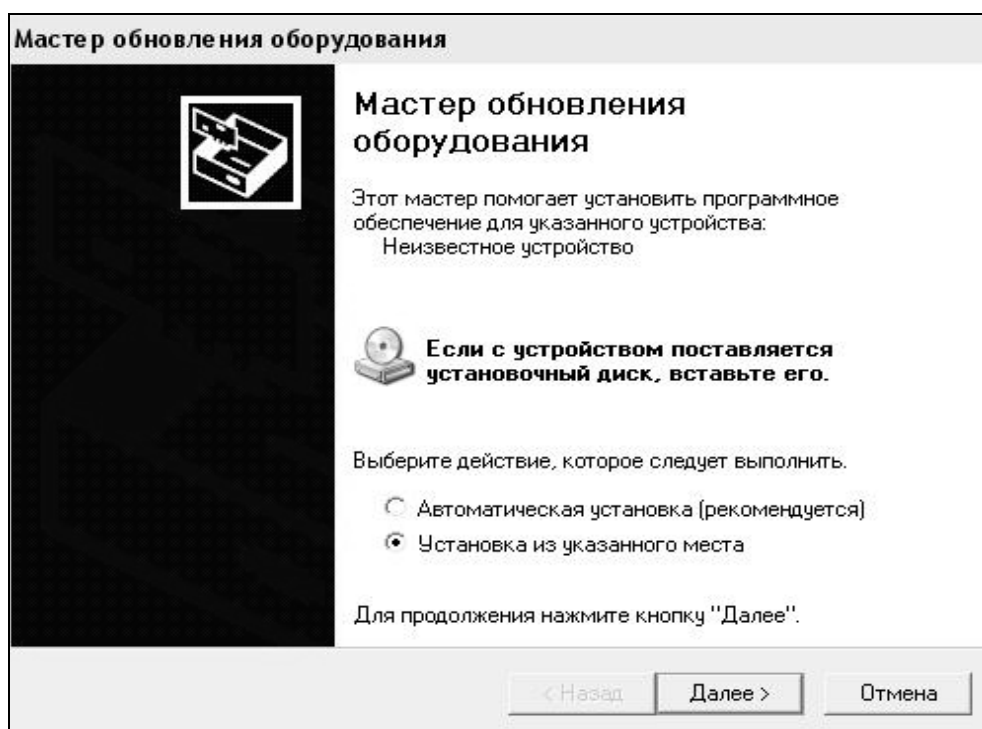 Мастер обновления оборудования
Мастер обновления
оборудования
Этот мастер помогает установить программное
обеспечение для указанного устройства:
Неизвестное устройство
Если с устройством поставляется
установочный диск, вставьте его.
Выберите действие, которое следует выполнить.
Автоматическая установка (рекомендуется)
Установка из указанного места
Для продолжения нажмите кнопку "Далее".
< Назад Далее > Отмена